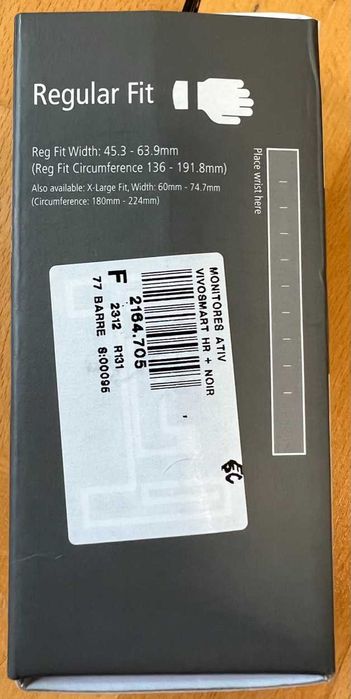 Regular Fit
Reg Fit Width: 45.3 - 63.9mm
(Reg Fit Circumference 136 - 191.8mm)
Also available: X-Large Fit, Width: 60mm - 74.7mm
(Circumference: 180mm - 224mm)
Place wrist here
MONITORES ATIV
VIVOSMART HR + NOIR
2164.705
F 2312 R131
77 BARRE S:00095
EC